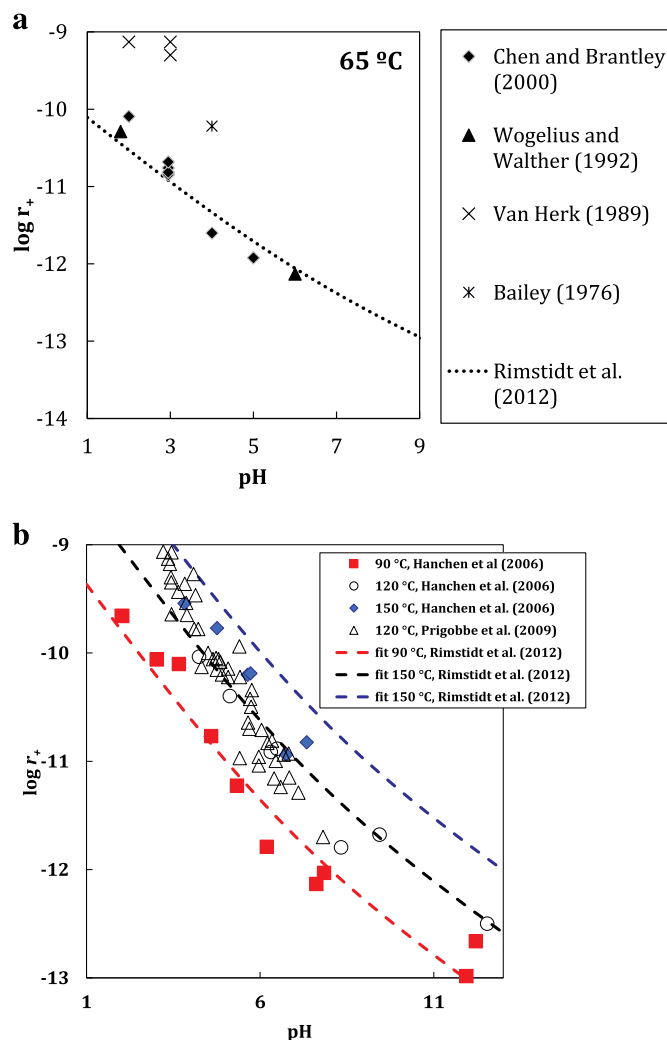 a
65 ºC
-9
-10
-11
-12
-13
-14
log r+
1 3 5 7 9
pH
Chen and Brantley
(2000)
Wogelius and
Walther (1992)
Van Herk (1989)
Bailey (1976)
Rimstidt et al.
(2012)
b
-9
-10
-11
-12
-13
log r+
1 6 11
pH
90 °C, Hanchen et al (2006)
120 °C, Hanchen et al. (2006)
150 °C, Hanchen et al. (2006)
120 °C, Prigobbe et al. (2009)
fit 90 °C, Rimstidt et al. (2012)
fit 150 °C, Rimstidt et al. (2012)
fit 150 °C, Rimstidt et al. (2012)